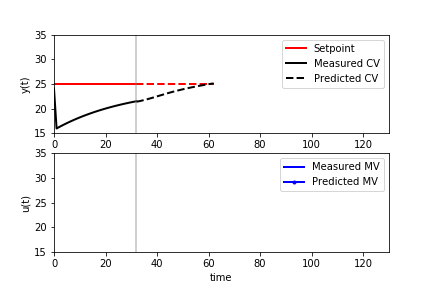 35
30
25
20
15
y(t)
Setpoint
Measured CV
Predicted CV
0 20 40 60 80 100 120
35
30
25
20
15
u(t)
Measured MV
Predicted MV
0 20 40 60 80 100 120
time